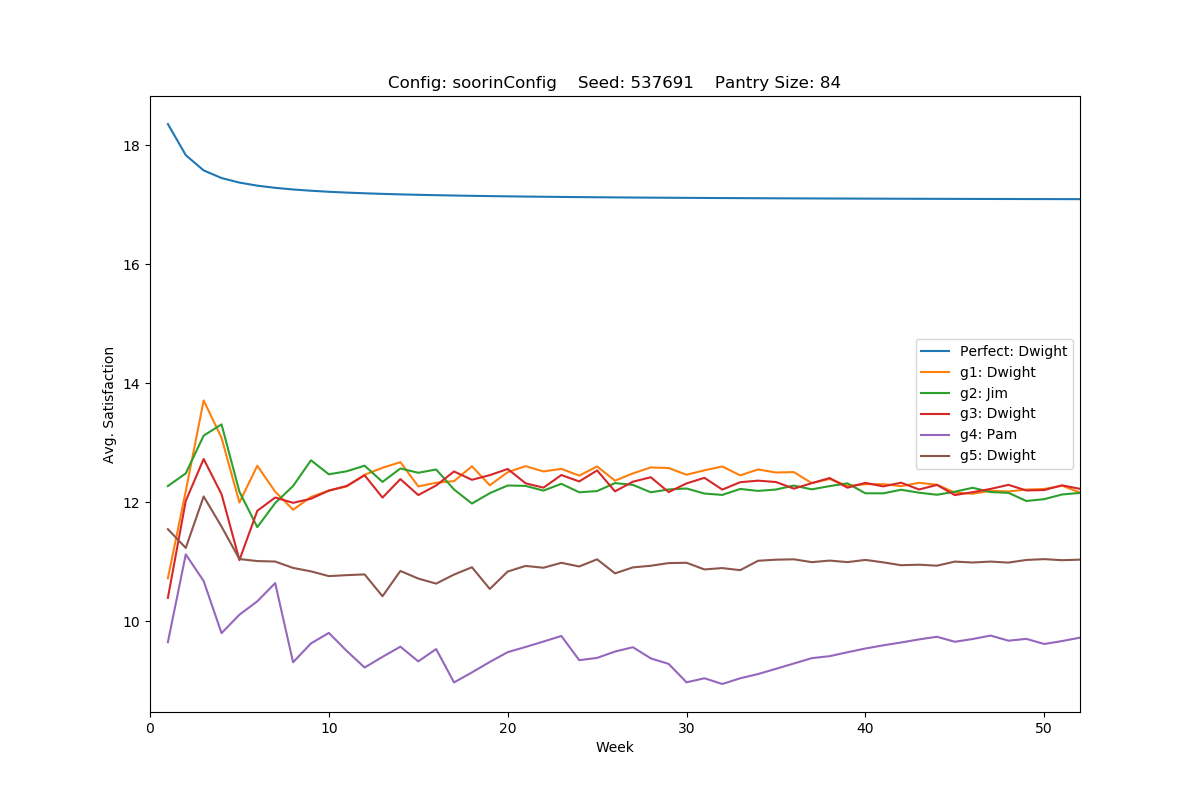 Config: soorinConfig    Seed: 537691    Pantry Size: 84
18
16
14
12
10
Avg. Satisfaction
Perfect: Dwight
g1: Dwight
g2: Jim
g3: Dwight
g4: Pam
g5: Dwight
0 10 20 30 40 50
Week